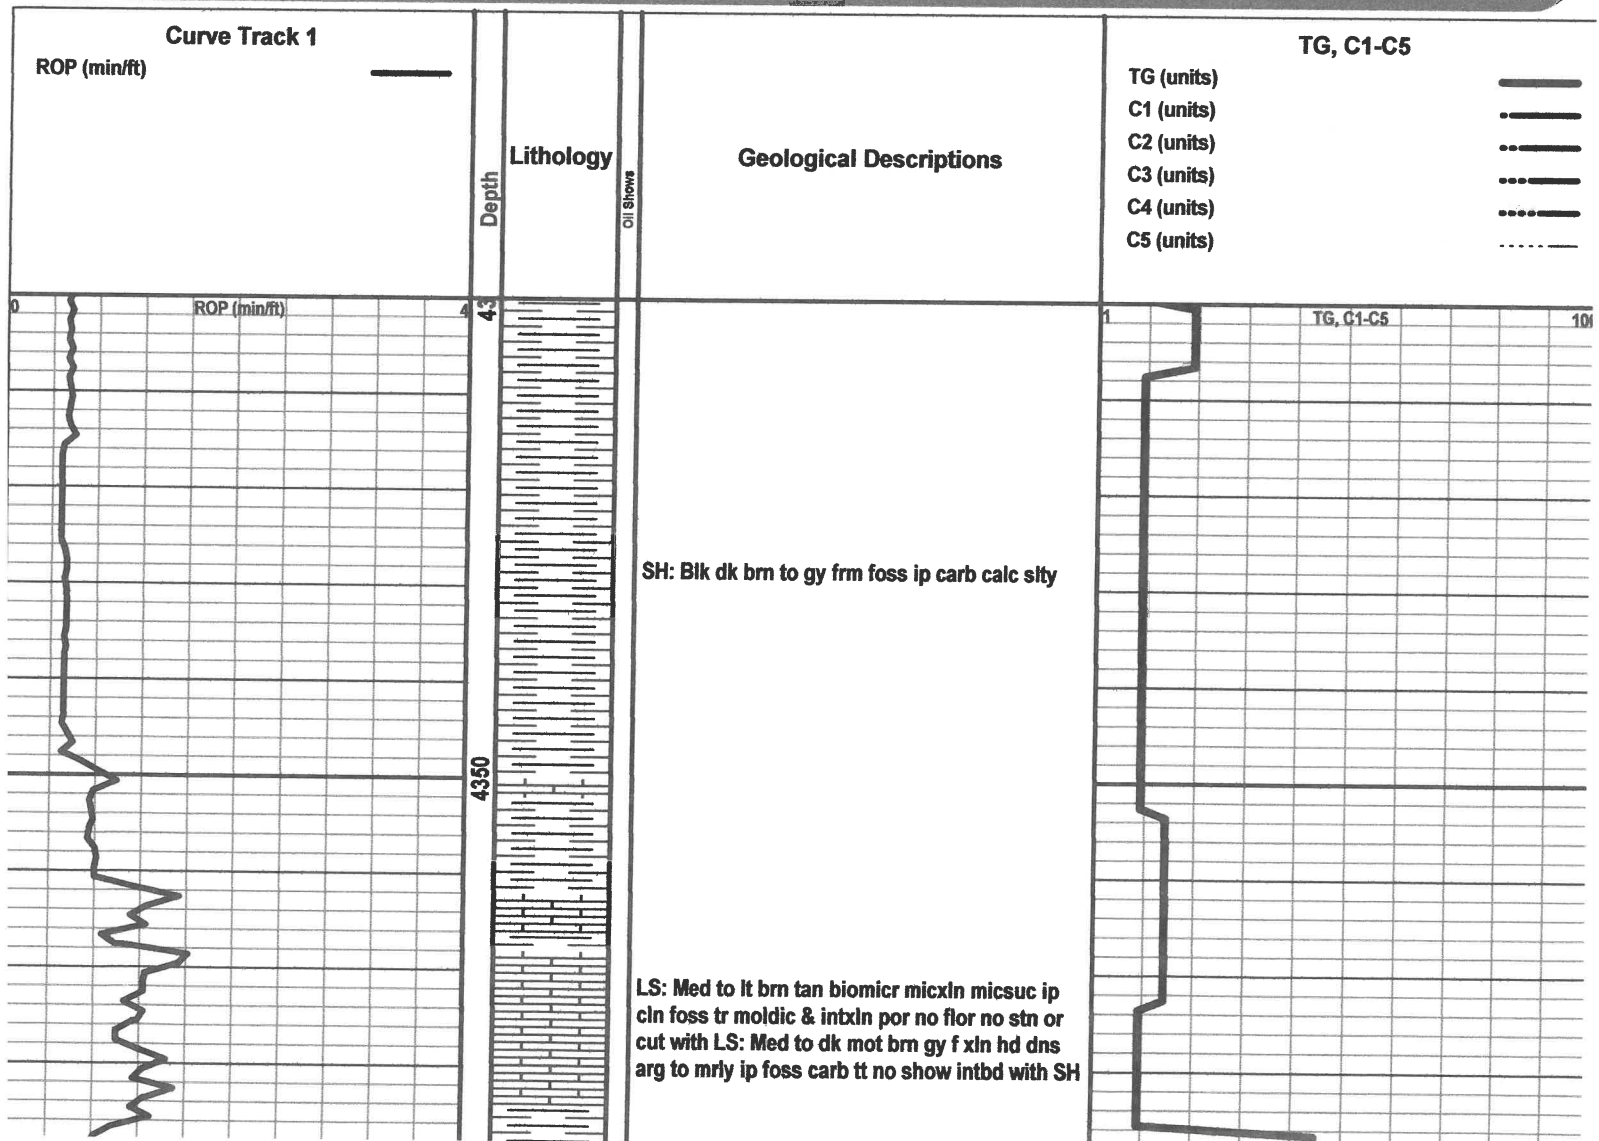 Curve Track 1
ROP (min/ft)
Depth
Lithology
Oil Shows
Geological Descriptions
TG, C1-C5
TG (units)
C1 (units)
C2 (units)
C3 (units)
C4 (units)
C5 (units)
0 ROP (min/ft) 4
43
1 TG, C1-C5 10
SH: Blk dk brn to gy frm foss ip carb calc slty
4350
LS: Med to lt brn tan biomicr micxln micsuc ip
cln foss tr moldic & intxln por no flor no stn or
cut with LS: Med to dk mot brn gy f xln hd dns
arg to mrly ip foss carb tt no show intbd with SH